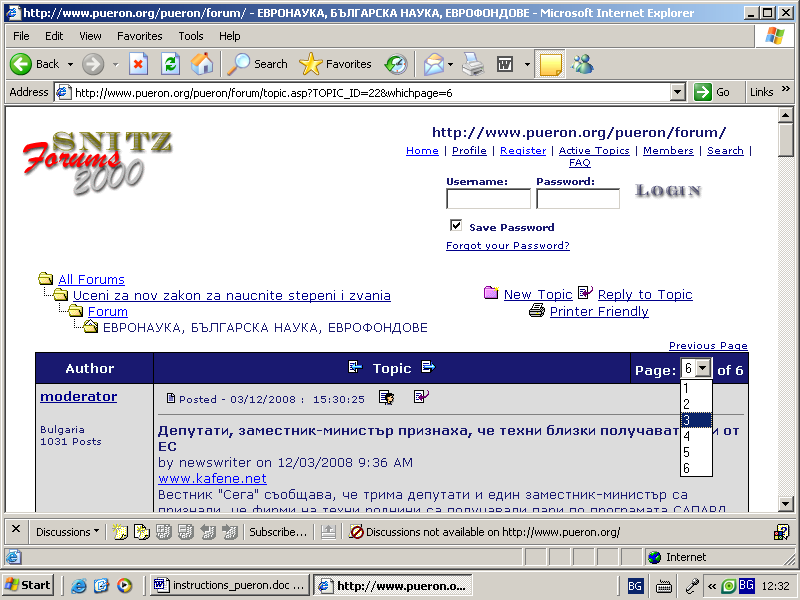 http://www.pueron.org/pueron/forum/ - ЕВРОНАУКА, БЪЛГАРСКА НАУКА, ЕВРОФОНДОВЕ - Microsoft Internet Explorer
File Edit View Favorites Tools Help
Back Search Favorites
Address http://www.pueron.org/pueron/forum/topic.asp?TOPIC_ID=22&whichpage=6 Go Links »
SNITZ
Forums
2000
http://www.pueron.org/pueron/forum/
Home | Profile | Register | Active Topics | Members | Search |
FAQ
Username: Password:
LOGIN
Save Password
Forgot your Password?
All Forums
Uceni za nov zakon za naucnite stepeni i zvania
Forum
ЕВРОНАУКА, БЪЛГАРСКА НАУКА, ЕВРОФОНДОВЕ
New Topic Reply to Topic
Printer Friendly
Previous Page
Author Topic Page: 6 of 6
1
2
3
4
5
6
moderator
Bulgaria
1031 Posts
Posted - 03/12/2008 : 15:30:25
Депутати, заместник-министър признаха, че техни близки получават от
ЕС
by newswriter on 12/03/2008 9:36 AM
www.kafene.net
Вестник "Сега" съобщава, че трима депутати и един заместник-министър са
признали, че фирми на техни роднини са получавали пари по програмата САПАРД
Discussions Subscribe... Discussions not available on http://www.pueron.org/
Internet
Start instructions_pueron.doc ... http://www.pueron.o... BG « BG 12:32